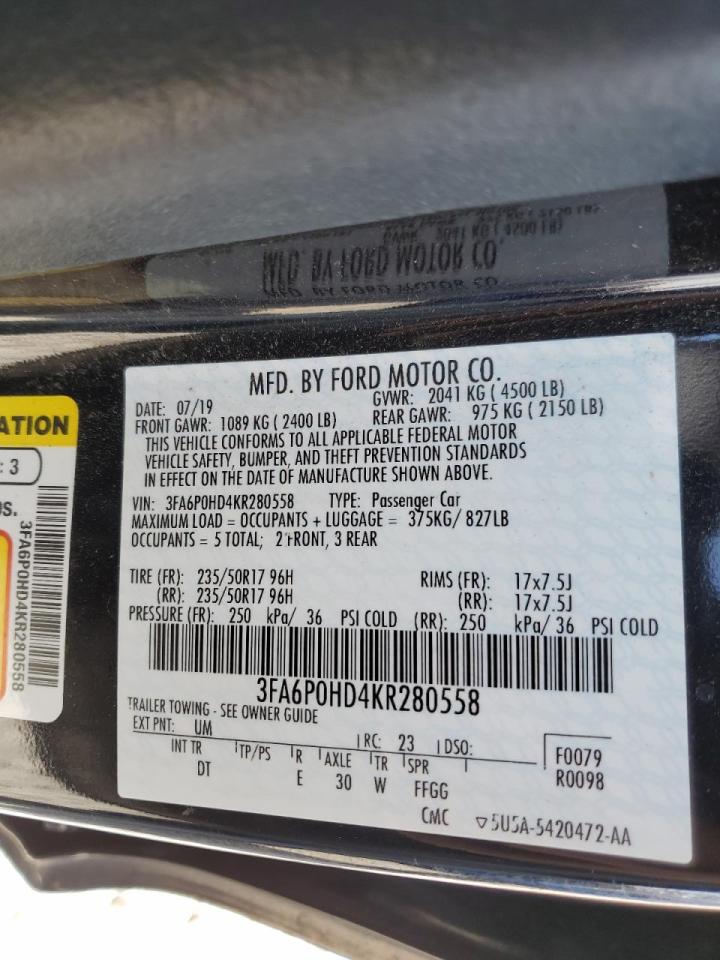 MFD. BY FORD MOTOR CO.
DATE: 07/19
GVWR: 2041 KG ( 4500 LB)
FRONT GAWR: 1089 KG ( 2400 LB)
REAR GAWR: 975 KG ( 2150 LB)
THIS VEHICLE CONFORMS TO ALL APPLICABLE FEDERAL MOTOR
VEHICLE SAFETY, BUMPER, AND THEFT PREVENTION STANDARDS
IN EFFECT ON THE DATE OF MANUFACTURE SHOWN ABOVE.
VIN: 3FA6P0HD4KR280558 TYPE: Passenger Car
MAXIMUM LOAD = OCCUPANTS + LUGGAGE = 375KG/ 827LB
OCCUPANTS = 5 TOTAL; 2 FRONT, 3 REAR
TIRE (FR): 235/50R17 96H RIMS (FR): 17x7.5J
(RR): 235/50R17 96H (RR): 17x7.5J
PRESSURE (FR): 250 kPa/ 36 PSI COLD (RR): 250 kPa/ 36 PSI COLD
3FA6P0HD4KR280558
TRAILER TOWING - SEE OWNER GUIDE
EXT PNT: UM RC: 23 DSO: F0079
R0098
INT TR TP/PS R AXLE TR SPR
DT E 30 W FFGG
CMC ▽5U5A-5420472-AA
ATION
: 3
3FA6P0HD4KR280558